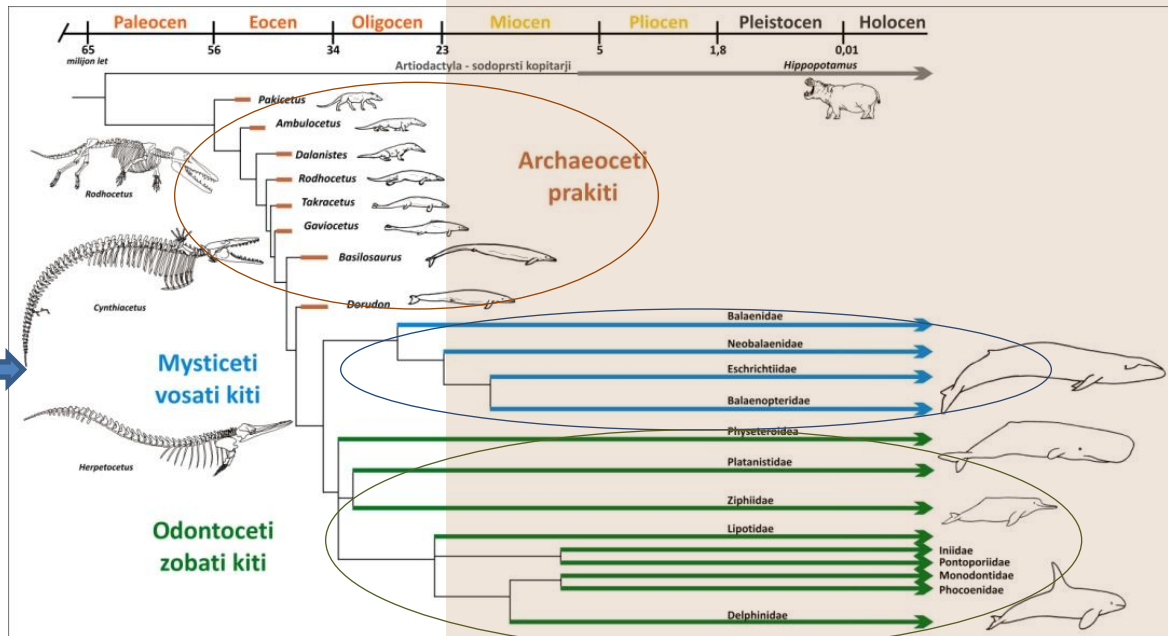 Paleocen Eocen Oligocen Miocen Pliocen Pleistocen Holocen
65 56 34 23 5 1,8 0,01
milijon let
Artiodactyla - sodoprsti kopitarji Hippopotamus
Pakicetus
Ambulocetus
Dalanistes
Archaeoceti
prakiti
Rodhocetus
Rodhocetus
Takracetus
Gaviocetus
Basilosaurus
Cynthiacetus
Dorudon
Balaenidae
Mysticeti
vosati kiti
Neobalaenidae
Eschrichtiidae
Balaenopteridae
Physeteroidea
Herpetocetus
Platanistidae
Ziphiidae
Odontoceti
zobati kiti
Lipotidae
Iniidae
Pontoporiidae
Monodontidae
Phocoenidae
Delphinidae